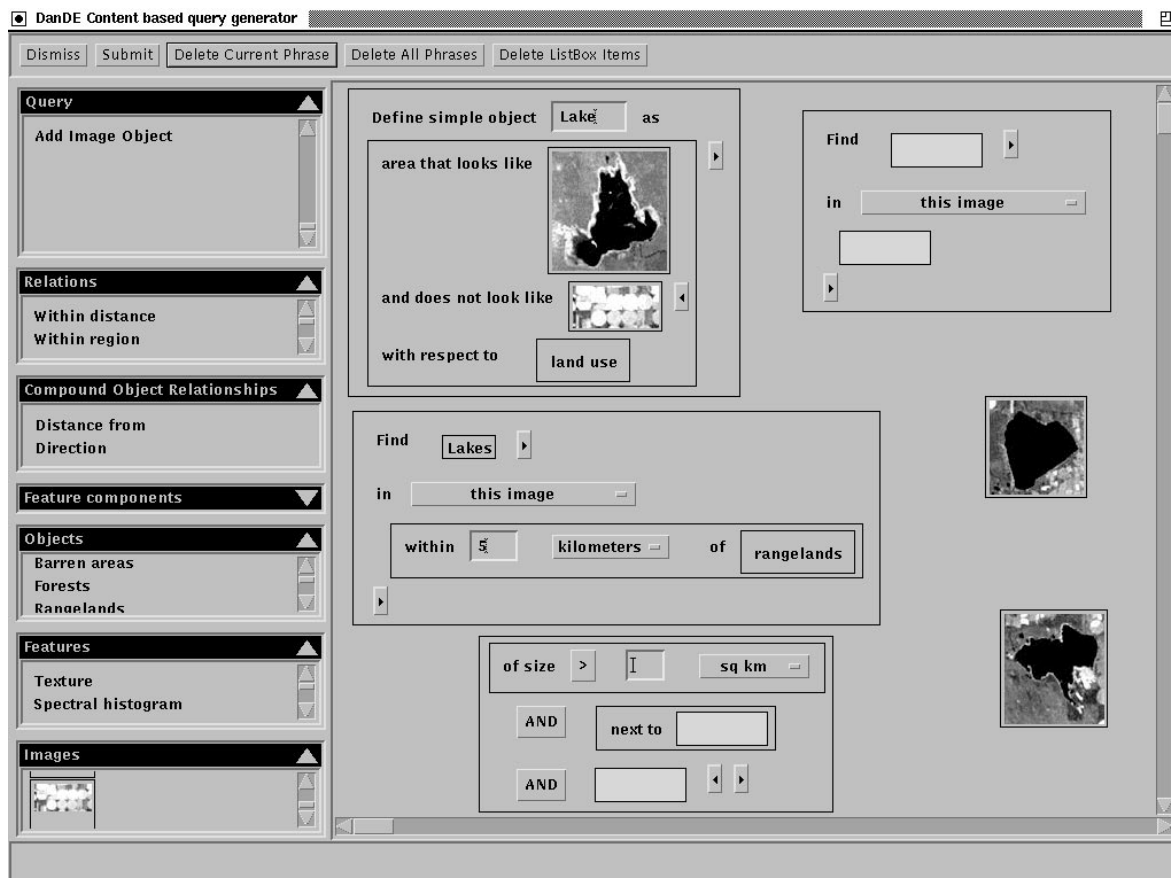 DanDE Content based query generator
Dismiss Submit Delete Current Phrase Delete All Phrases Delete ListBox Items
Query
Add Image Object
Relations
Within distance
Within region
Compound Object Relationships
Distance from
Direction
Feature components
Objects
Barren areas
Forests
Rangelands
Features
Texture
Spectral histogram
Images
Define simple object Lake as
area that looks like
and does not look like
with respect to land use
Find
in this image
Find Lakes
in this image
within 5 kilometers of rangelands
of size > sq km
AND next to
AND